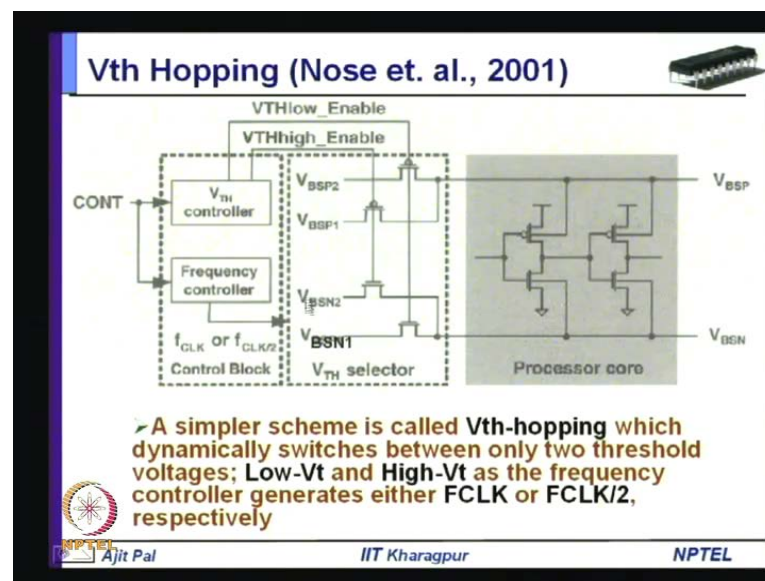 Vth Hopping (Nose et. al., 2001)
VTHlow_Enable
VTHhigh_Enable
CONT
VTH controller
VBSP2
VBSP1
VBSP
Frequency controller
VBSN2
fCLK or fCLK/2
VBSN1
VBSN
Control Block
VTH selector
Processor core
➢A simpler scheme is called Vth-hopping which
dynamically switches between only two threshold
voltages; Low-Vt and High-Vt as the frequency
controller generates either FCLK or FCLK/2,
respectively
NPTEL
Ajit Pal
IIT Kharagpur
NPTEL